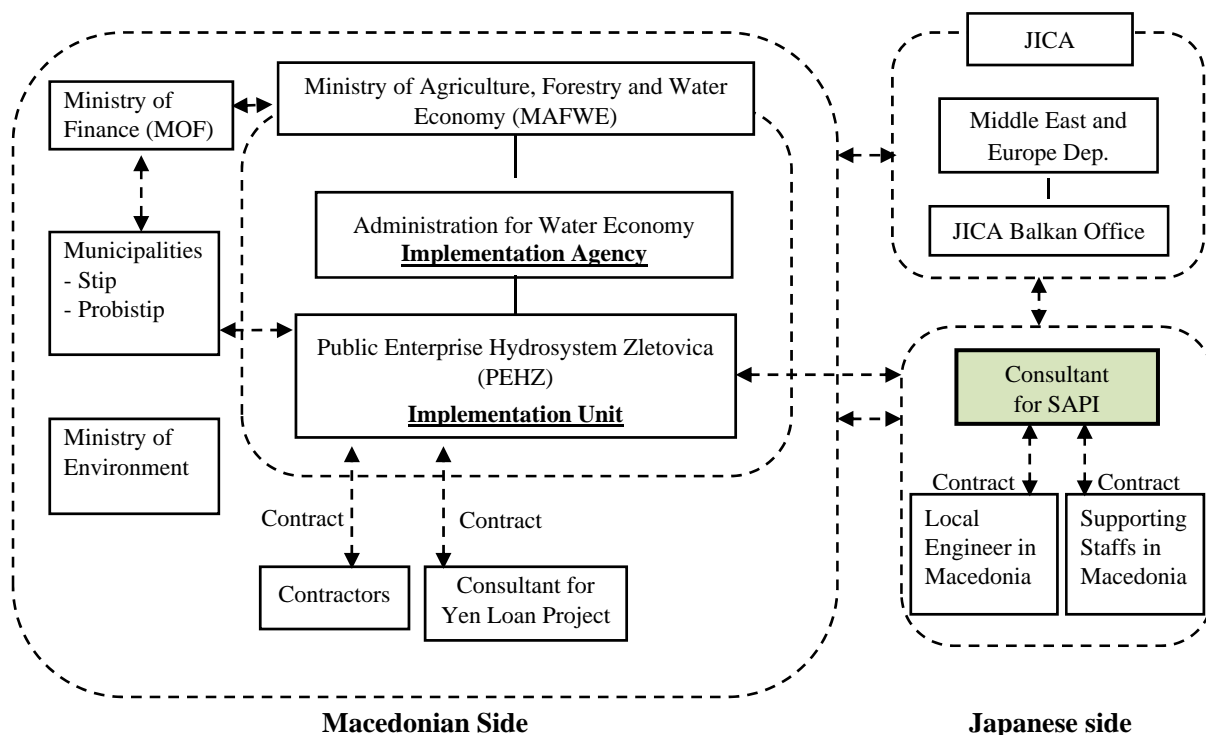 Ministry of
Finance (MOF)
Ministry of Agriculture, Forestry and Water
Economy (MAFWE)
Administration for Water Economy
Implementation Agency
Municipalities
- Stip
- Probistip
Public Enterprise Hydrosystem Zletovica
(PEHZ)
Implementation Unit
Ministry of
Environment
Contract
Contract
Contractors
Consultant for
Yen Loan Project
Macedonian Side
JICA
Middle East and
Europe Dep.
JICA Balkan Office
Consultant
for SAPI
Contract
Contract
Local
Engineer in
Macedonia
Supporting
Staffs in
Macedonia
Japanese side